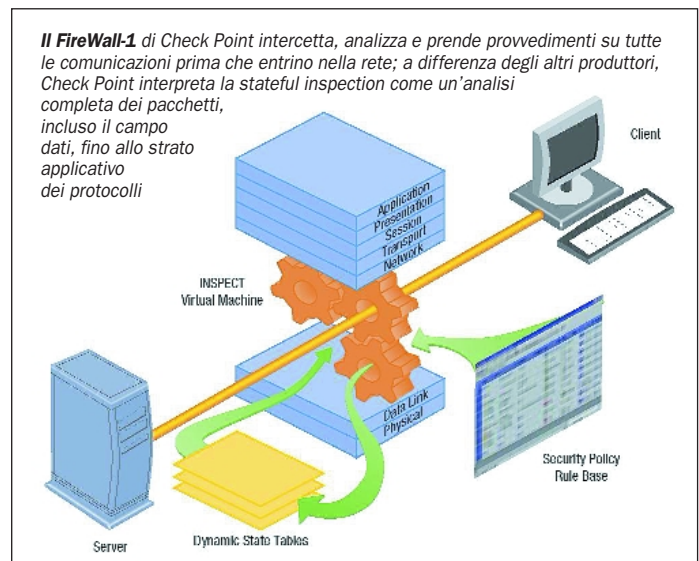 Il FireWall-1 di Check Point intercetta, analizza e prende provvedimenti su tutte
le comunicazioni prima che entrino nella rete; a differenza degli altri produttori,
Check Point interpreta la stateful inspection come un'analisi
completa dei pacchetti,
incluso il campo
dati, fino allo strato
applicativo
dei protocolli
Client
Application
Presentation
Session
Transport
Network
INSPECT
Virtual Machine
Data Link
Physical
Security Policy
Rule Base
Dynamic State Tables
Server